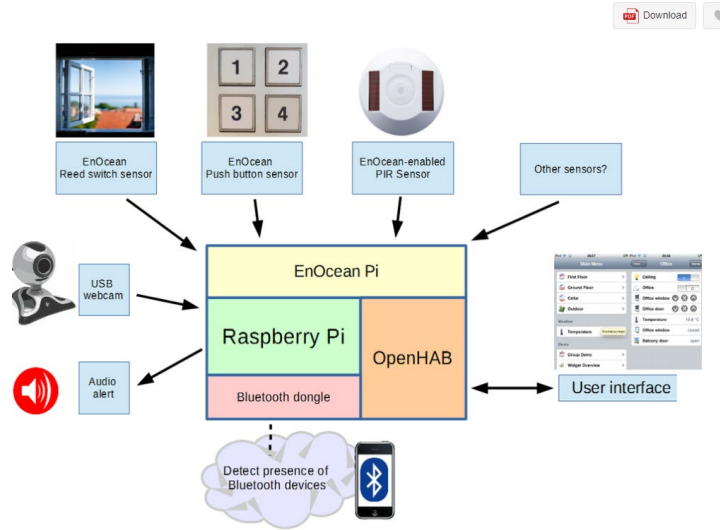 PDF Download
1 2
3 4
EnOcean
Reed switch sensor
EnOcean
Push button sensor
EnOcean-enabled
PIR Sensor
Other sensors?
EnOcean Pi
USB
webcam
Raspberry Pi
OpenHAB
Audio
alert
Bluetooth dongle
Main Menu
Office
First Floor
Ground Floor
Cellar
Outdoor
Temperature
Group Demo
Widget Overview
Ceiling
Office
Office window
Office door
Temperature
Office window
Balcony door
open
User interface
Detect presence of
Bluetooth devices